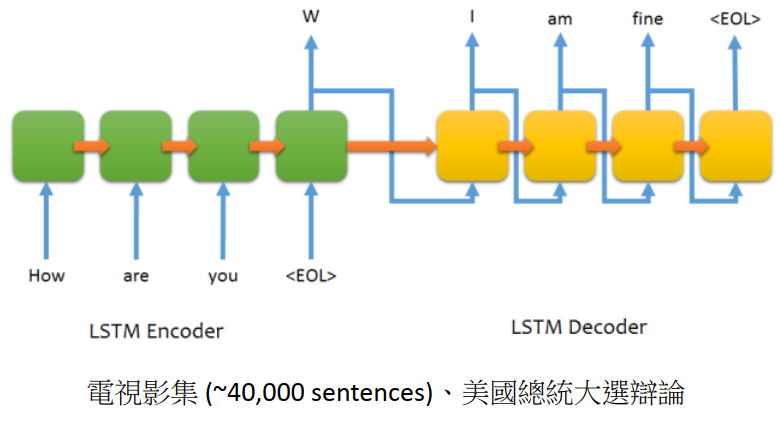 W I am fine <EOL>
How are you <EOL>
LSTM Encoder LSTM Decoder
電視影集 (~40,000 sentences)、美國總統大選辯論